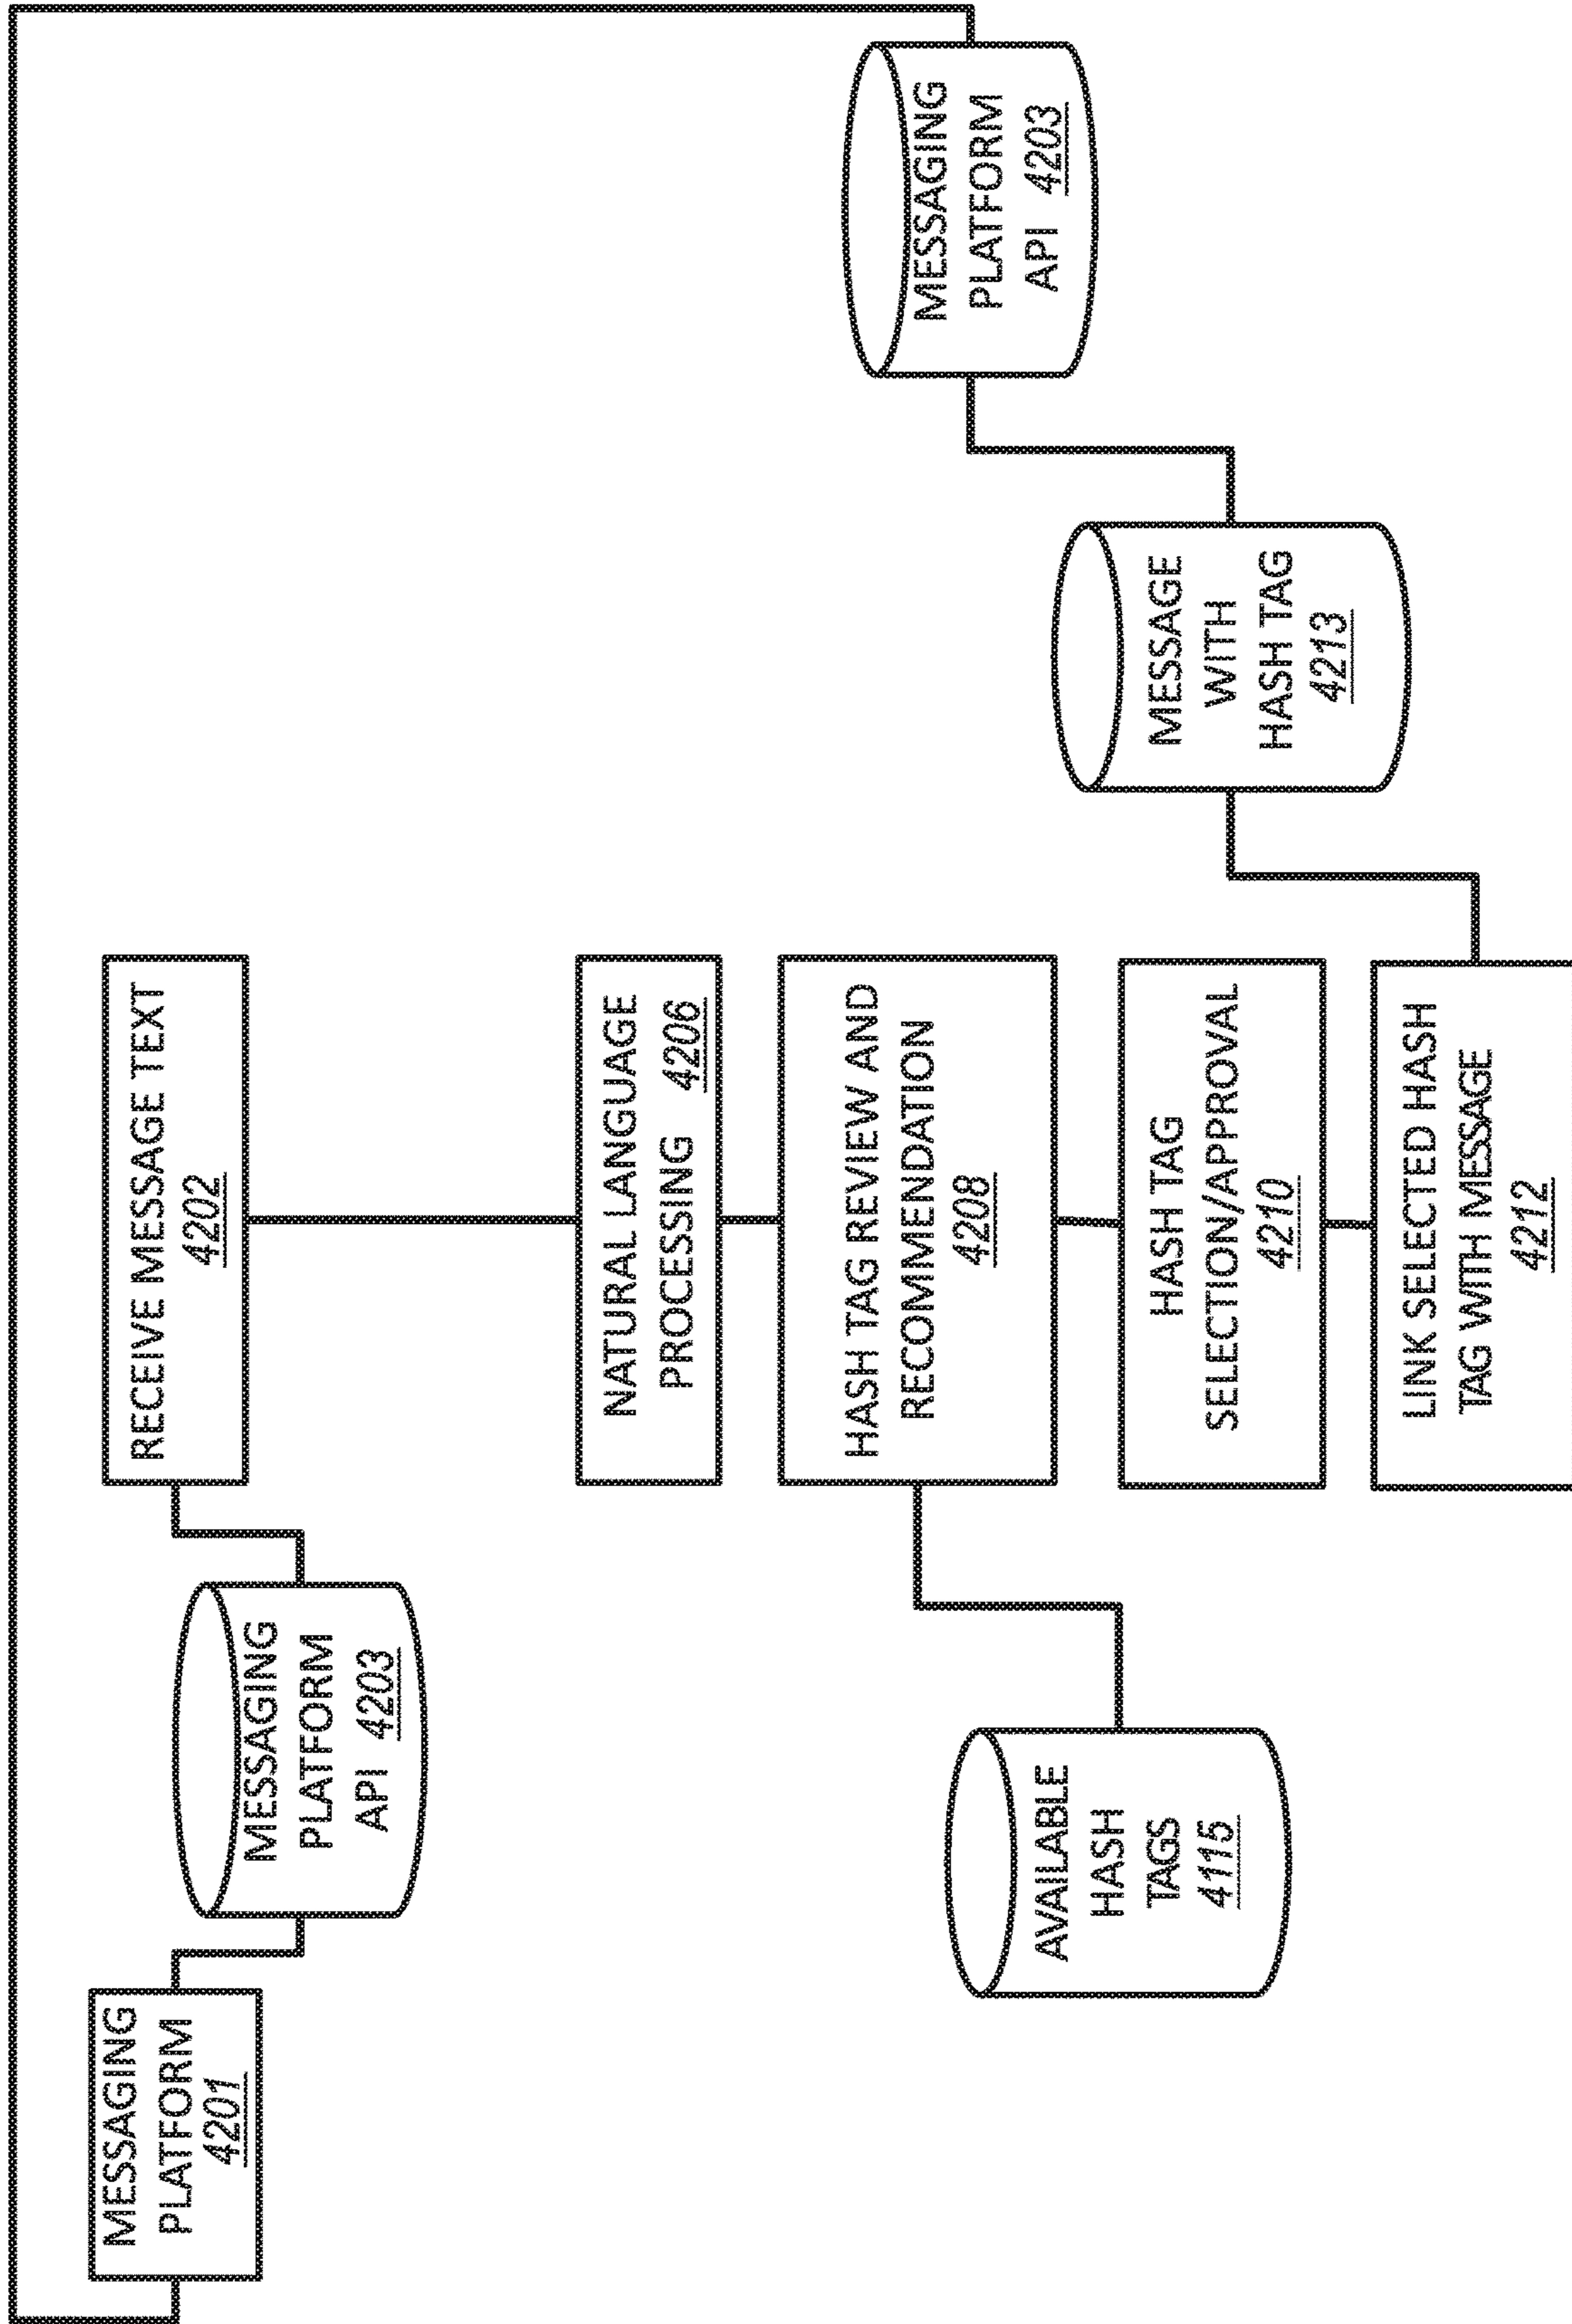 MESSAGING
PLATFORM
4201
MESSAGING
PLATFORM
API 4203
RECEIVE MESSAGE TEXT
4202
NATURAL LANGUAGE
PROCESSING 4206
AVAILABLE
HASH
TAGS
4115
HASH TAG REVIEW AND
RECOMMENDATION
4208
HASH TAG
SELECTION/APPROVAL
4210
LINK SELECTED HASH
TAG WITH MESSAGE
4212
MESSAGE
WITH
HASH TAG
4213
MESSAGING
PLATFORM
API 4203